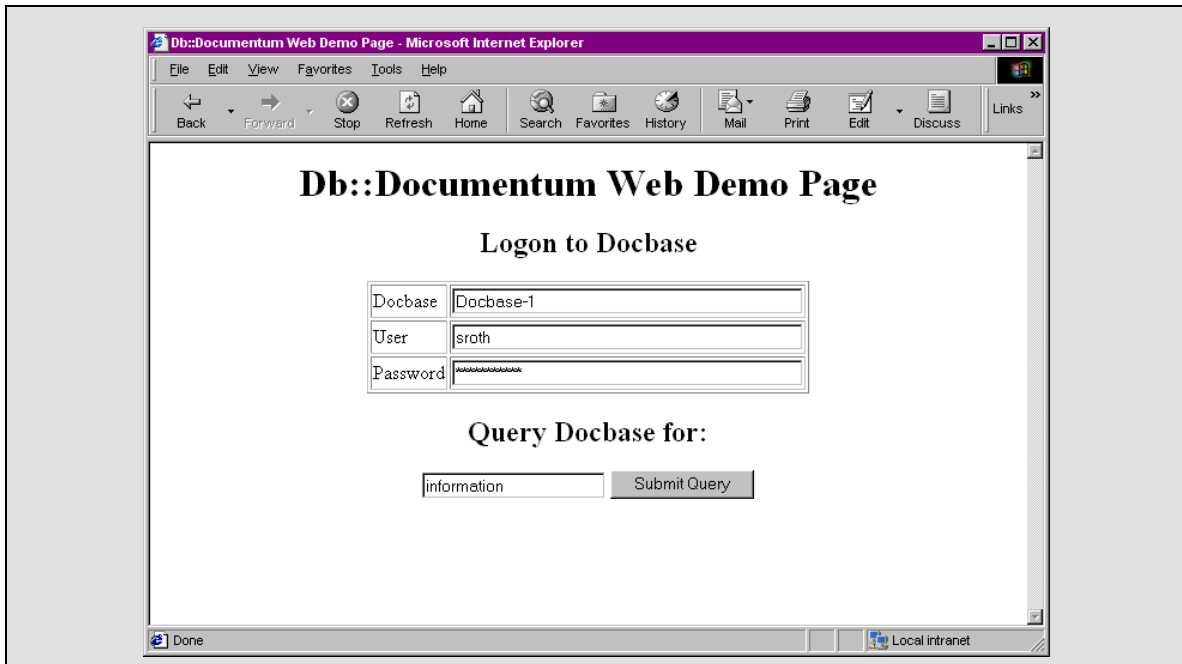 Db::Documentum Web Demo Page - Microsoft Internet Explorer
File Edit View Favorites Tools Help
Back Forward Stop Refresh Home Search Favorites History Mail Print Edit Discuss Links »
Db::Documentum Web Demo Page
Logon to Docbase
Docbase Docbase-1
User sroth
Password ************
Query Docbase for:
information Submit Query
Done Local intranet